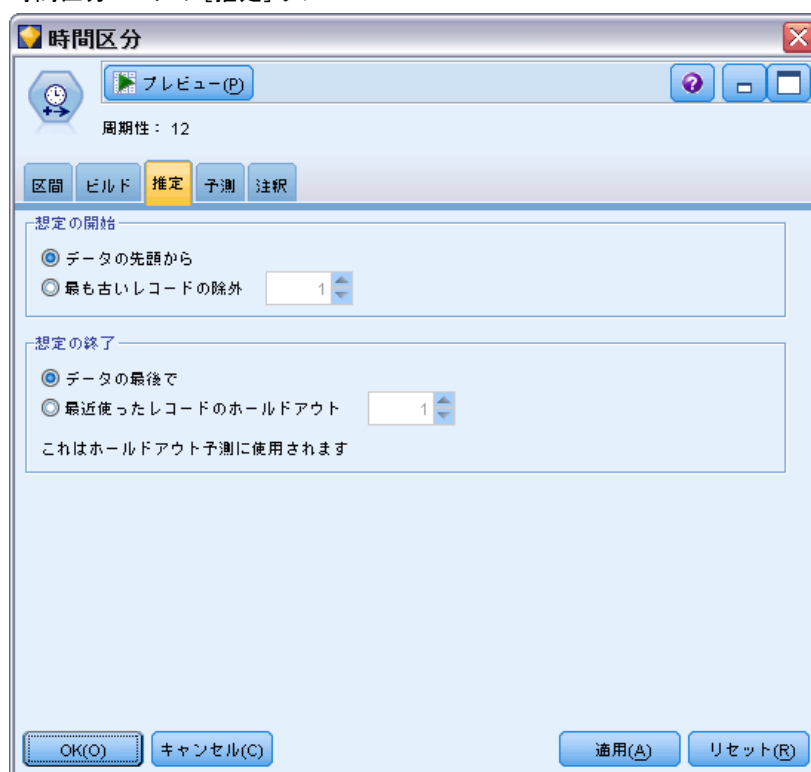 時間区分
プレビュー(P)
周期性： 12
区間 ビルド 推定 予測 注釈
想定の開始
データの先頭から
最も古いレコードの除外 1
想定の終了
データの最後で
最近使ったレコードのホールドアウト 1
これはホールドアウト予測に使用されます
OK(O) キャンセル(C) 適用(A) リセット(R)